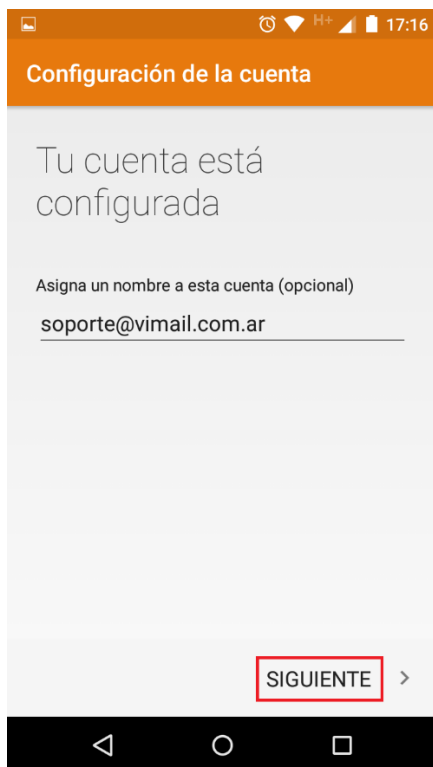 H+ 17:16
Configuración de la cuenta
Tu cuenta está
configurada
Asigna un nombre a esta cuenta (opcional)
soporte@vimail.com.ar
SIGUIENTE